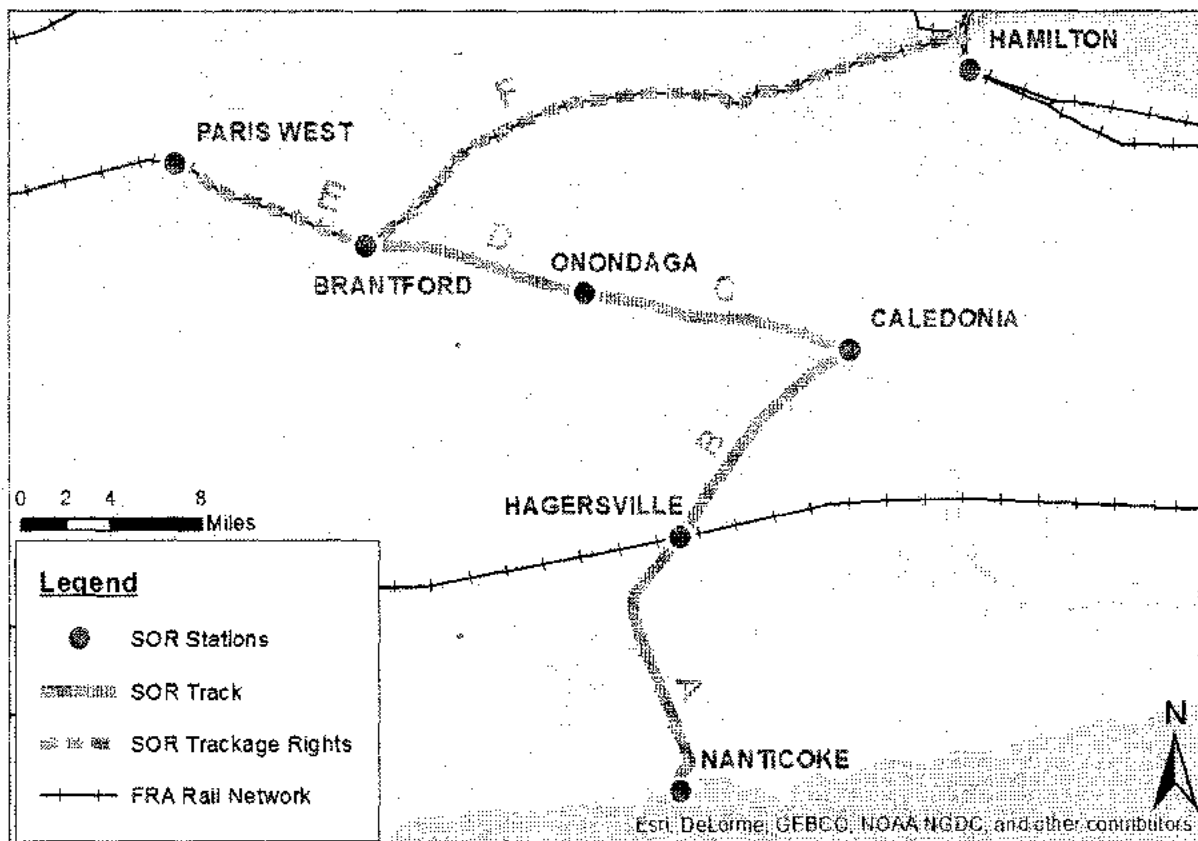 HAMILTON
F
PARIS WEST
E
D
ONONDAGA
BRANTFORD
C
CALEDONIA
B
0 2 4 8
Miles
HAGERSVILLE
Legend
SOR Stations
SOR Track
SOR Trackage Rights
FRA Rail Network
A
N
NANTICOKE
Esri, DeLorme, GEBCO, NOAA NGDC, and other contributors